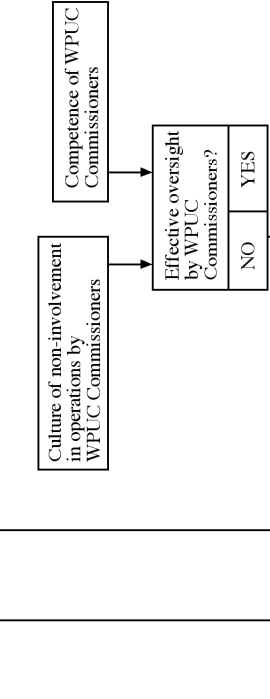 Culture of non-involvement
in operations by
WPUC Commissioners
Competence of WPUC
Commissioners
Effective oversight
by WPUC
Commissioners?
NO
YES